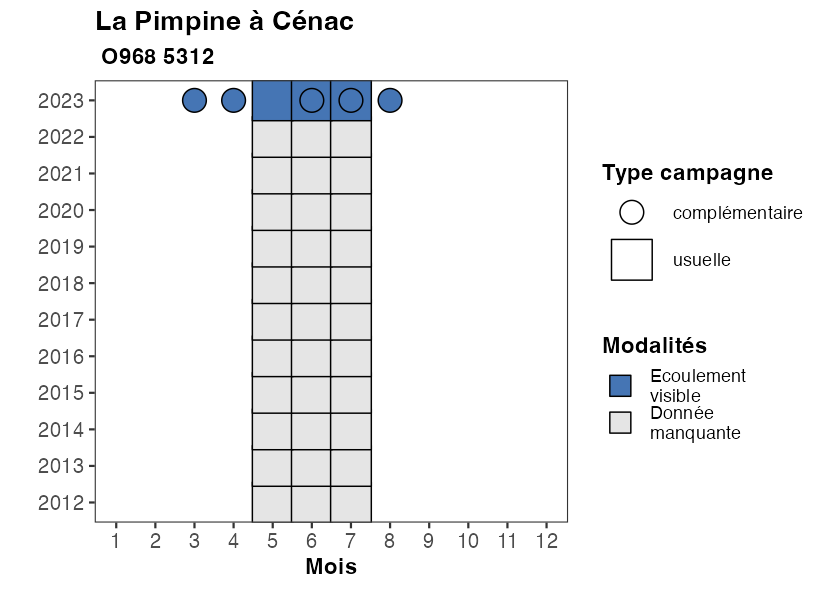 La Pimpine à Cénac
O968 5312
2023
2022
2021
2020
2019
2018
2017
2016
2015
2014
2013
2012
1 2 3 4 5 6 7 8 9 10 11 12
Mois
Type campagne
complémentaire
usuelle
Modalités
Ecoulement
visible
Donnée
manquante